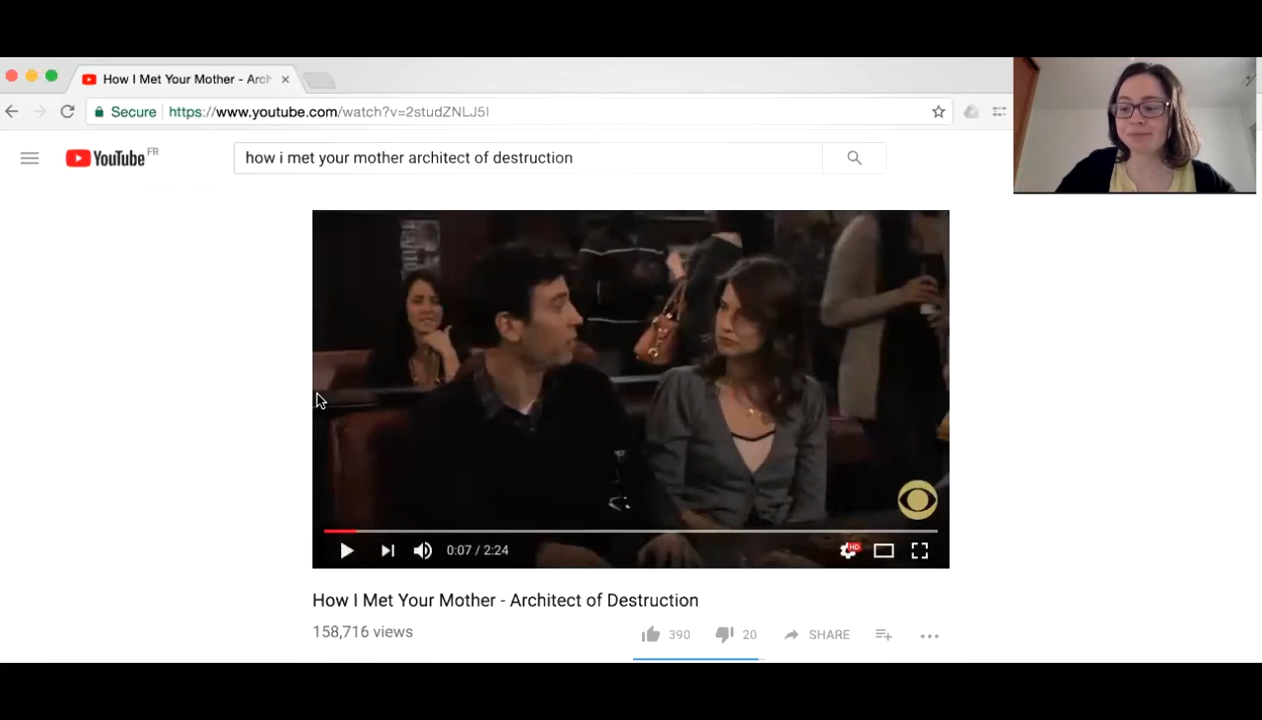 How I Met Your Mother - Arch
Secure https://www.youtube.com/watch?v=2studZNLJ5I
YouTube FR
how i met your mother architect of destruction
0:07 / 2:24
HD
How I Met Your Mother - Architect of Destruction
158,716 views
390 20 SHARE